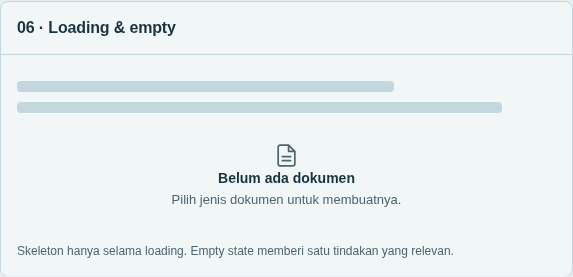 06 · Loading & empty
Belum ada dokumen
Pilih jenis dokumen untuk membuatnya.
Skeleton hanya selama loading. Empty state memberi satu tindakan yang relevan.